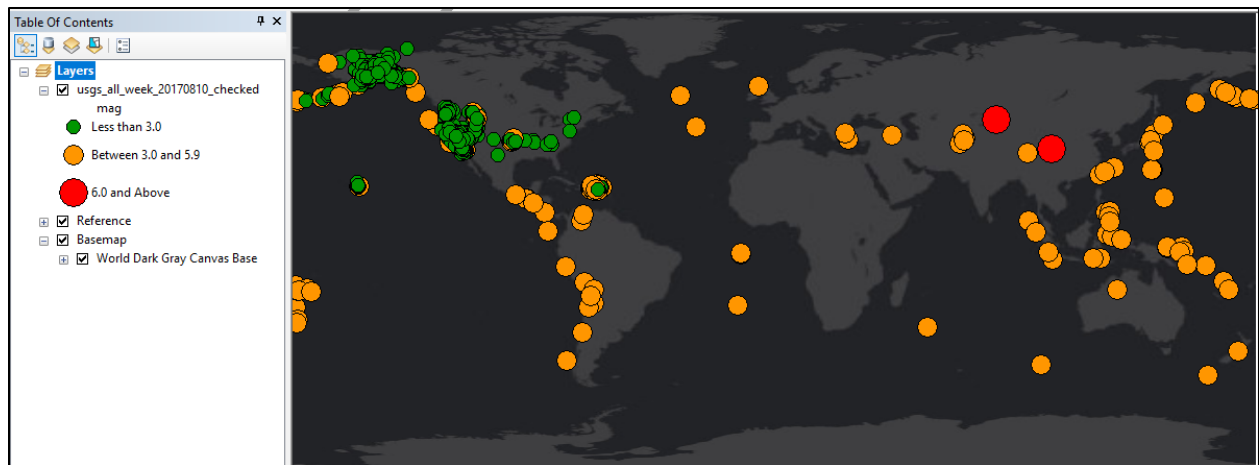 Table Of Contents
Layers
usgs_all_week_20170810_checked
mag
Less than 3.0
Between 3.0 and 5.9
6.0 and Above
Reference
Basemap
World Dark Gray Canvas Base